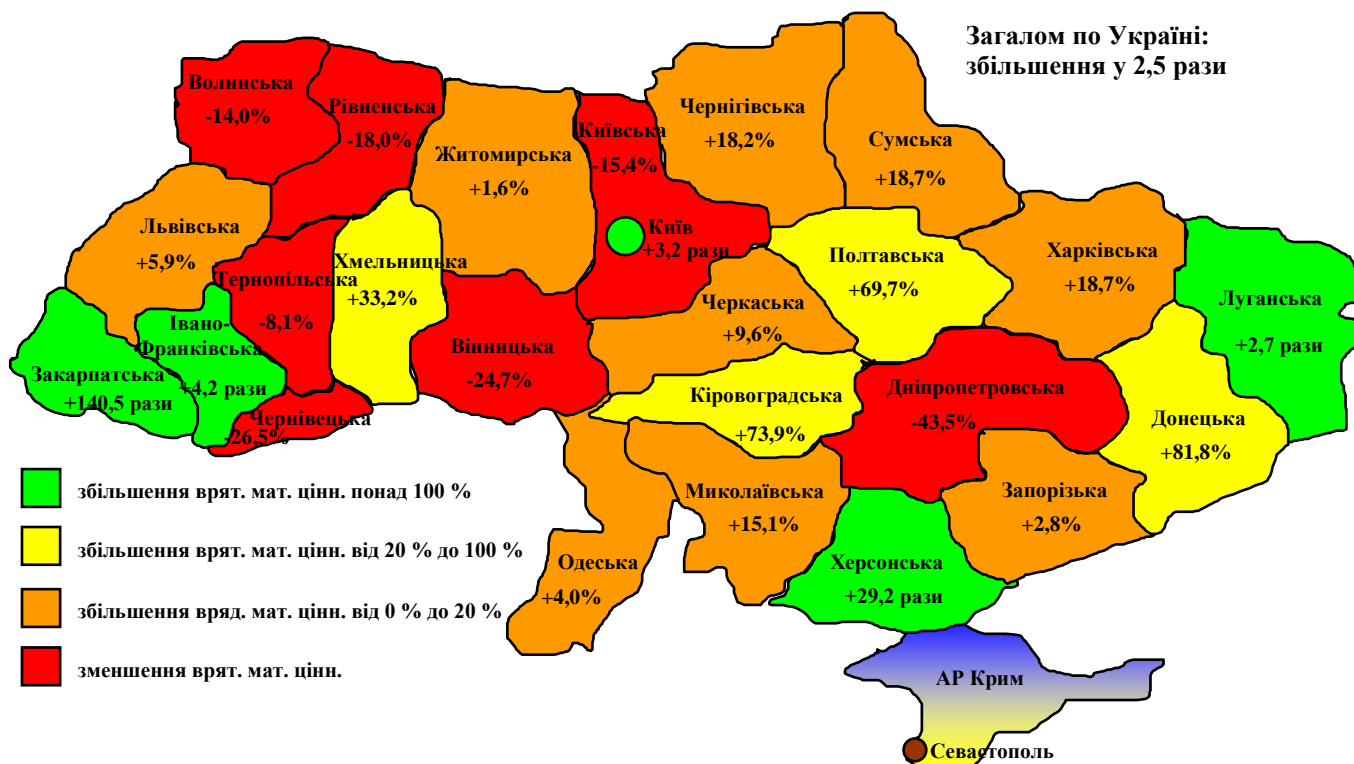 Загалом по Україні:
збільшення у 2,5 рази
Волинська
-14,0%
Рівненська
-18,0%
Житомирська
+1,6%
Київська
-15,4%
Чернігівська
+18,2%
Сумська
+18,7%
Львівська
+5,9%
Тернопільська
-8,1%
Хмельницька
+33,2%
Київ
+3,2 рази
Полтавська
+69,7%
Харківська
+18,7%
Луганська
+2,7 рази
Черкаська
+9,6%
Івано-
Франківська
+4,2 рази
Закарпатська
+140,5 рази
Чернівецька
-26,5%
Вінницька
-24,7%
Кіровоградська
+73,9%
Дніпропетровська
-43,5%
Донецька
+81,8%
Миколаївська
+15,1%
Запорізька
+2,8%
Одеська
+4,0%
Херсонська
+29,2 рази
АР Крим
Севастополь
збільшення врят. мат. цінн. понад 100 %
збільшення врят. мат. цінн. від 20 % до 100 %
збільшення вряд. мат. цінн. від 0 % до 20 %
зменшення врят. мат. цінн.